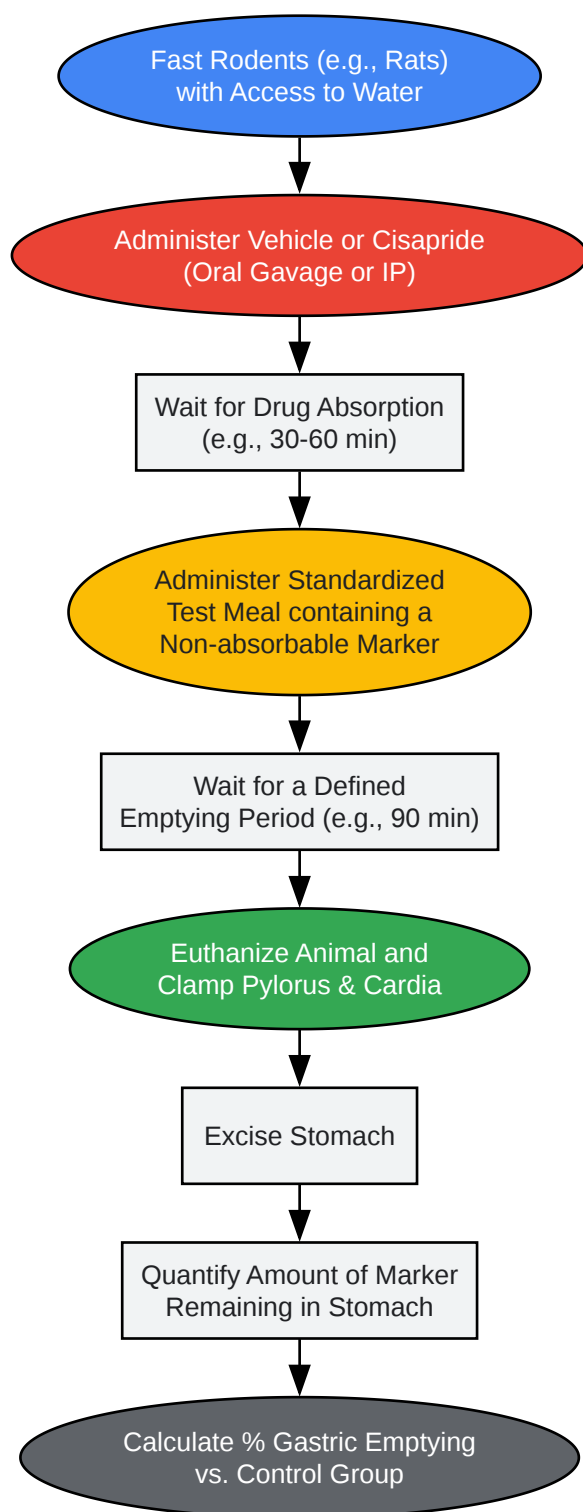 Fast Rodents (e.g., Rats)
with Access to Water
Administer Vehicle or Cisapride
(Oral Gavage or IP)
Wait for Drug Absorption
(e.g., 30-60 min)
Administer Standardized
Test Meal containing a
Non-absorbable Marker
Wait for a Defined
Emptying Period (e.g., 90 min)
Euthanize Animal and
Clamp Pylorus & Cardia
Excise Stomach
Quantify Amount of Marker
Remaining in Stomach
Calculate % Gastric Emptying
vs. Control Group